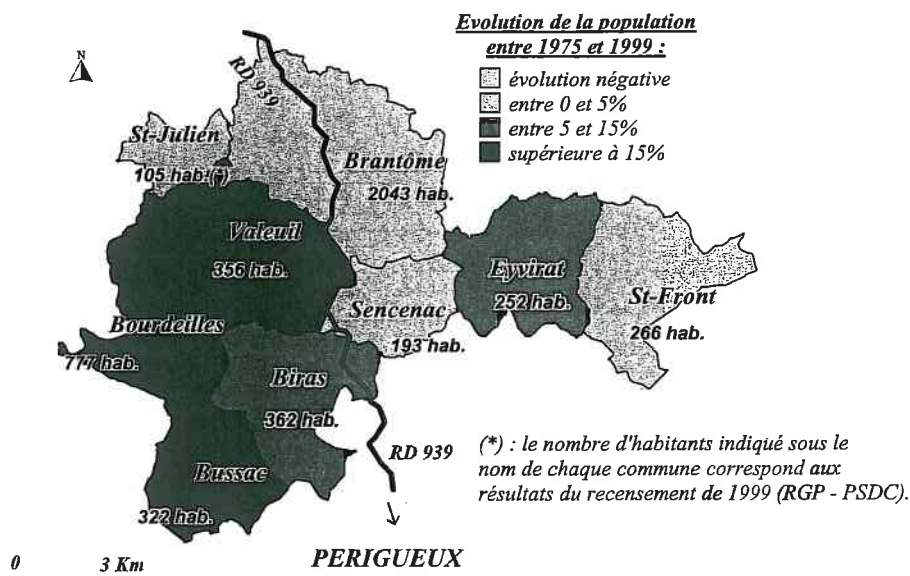 Evolution de la population
entre 1975 et 1999 :
N
évolution négative
entre 0 et 5%
entre 5 et 15%
supérieure à 15%
RD 939
St-Julien
105 hab.(*)
Brantôme
2043 hab.
Valeuil
356 hab.
Eyvirat
252 hab.
St-Front
266 hab.
Sencenac
193 hab.
Bourdeilles
777 hab.
Biras
362 hab.
RD 939
(*) : le nombre d'habitants indiqué sous le
nom de chaque commune correspond aux
résultats du recensement de 1999 (RGP - PSDC).
Bussac
322 hab.
0 3 Km
PERIGUEUX